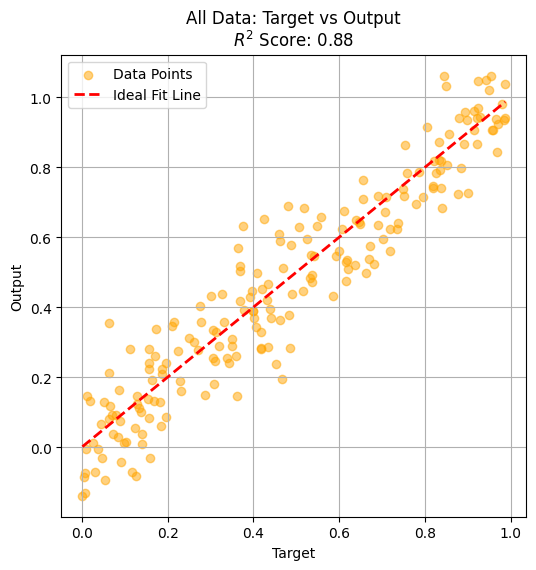 All Data: Target vs Output
R² Score: 0.88
Data Points
Ideal Fit Line
Output
1.0
0.8
0.6
0.4
0.2
0.0
0.0 0.2 0.4 0.6 0.8 1.0
Target